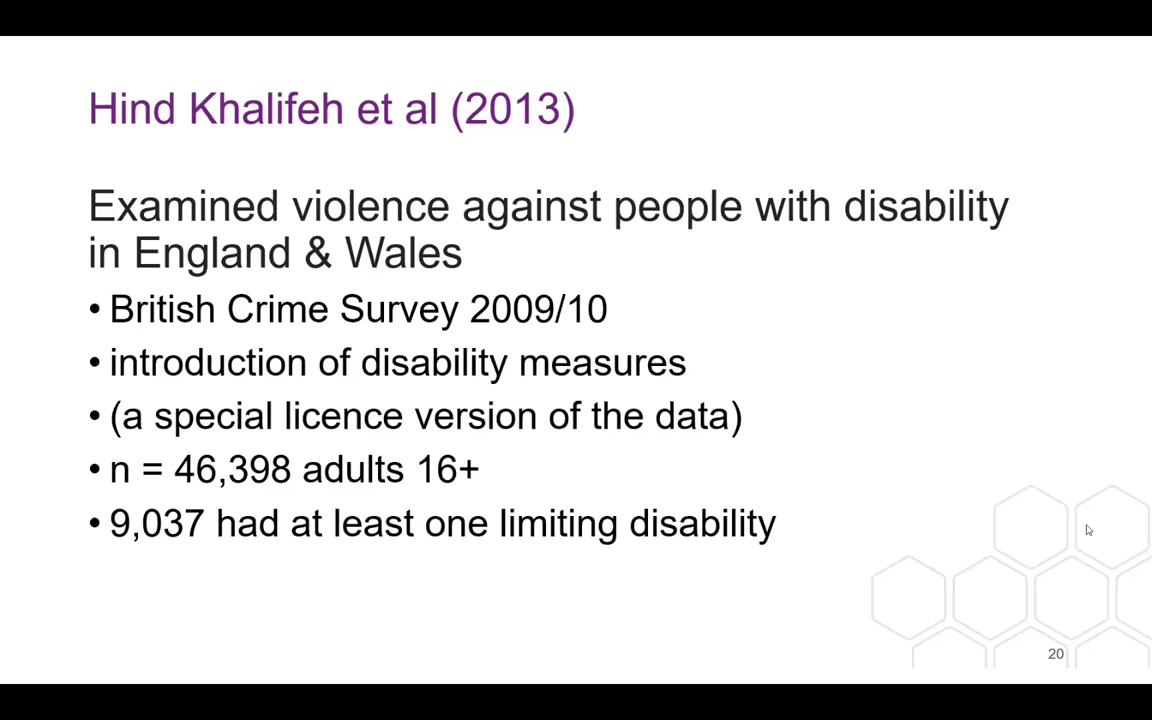 Hind Khalifeh et al (2013)
Examined violence against people with disability
in England & Wales
• British Crime Survey 2009/10
• introduction of disability measures
• (a special licence version of the data)
• n = 46,398 adults 16+
• 9,037 had at least one limiting disability
20